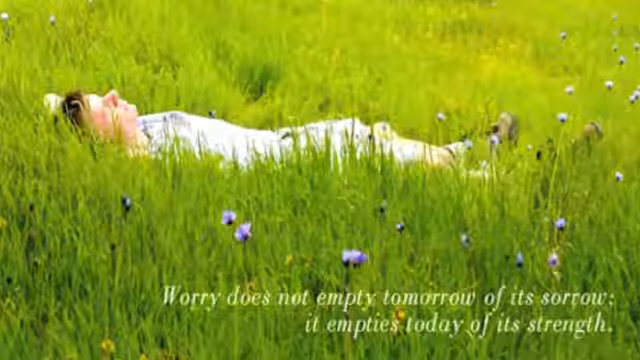 Worry does not empty tomorrow of its sorrow;
it empties today of its strength.